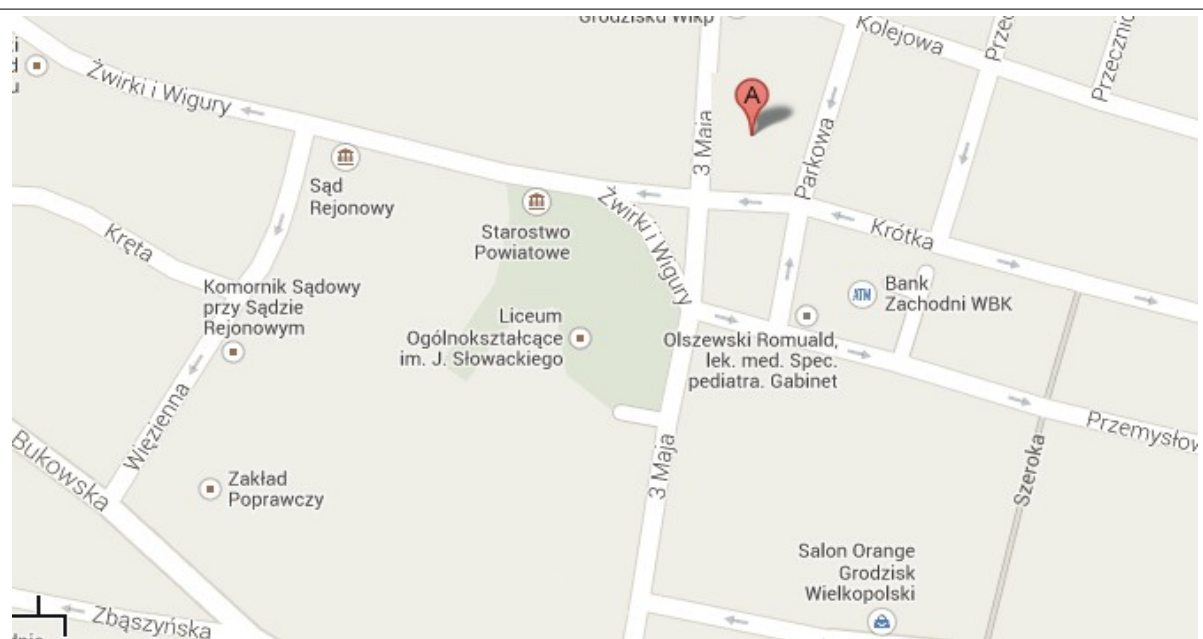 Grodzisku Wlkp
Kolejowa
Żwirki i Wigury
A
3 Maja
Parkowa
Sąd
Rejonowy
Żwirki i Wigury
Starostwo
Powiatowe
Krótka
Kręta
Komornik Sądowy
przy Sądzie
Rejonowym
ATM
Bank
Zachodni WBK
Liceum
Ogólnokształcące
im. J. Słowackiego
Olszewski Romuald,
lek. med. Spec.
pediatra. Gabinet
Więzienna
Bukowska
Zakład
Poprawczy
3 Maja
Szeroka
Salon Orange
Grodzisk
Wielkopolski
Zbąszyńska